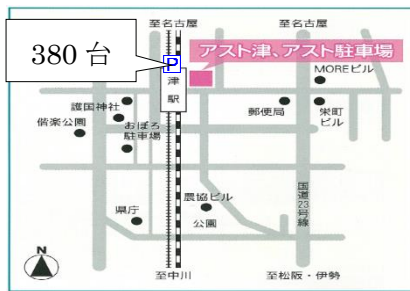 至名古屋
至名古屋
380 台
P
アスト津、アスト駐車場
津
駅
MOREビル
護国神社
偕楽公園
おぼろ
駐車場
郵便局
栄町
ビル
国道23号線
県庁
農協ビル
公園
N
至中川
至松阪・伊勢